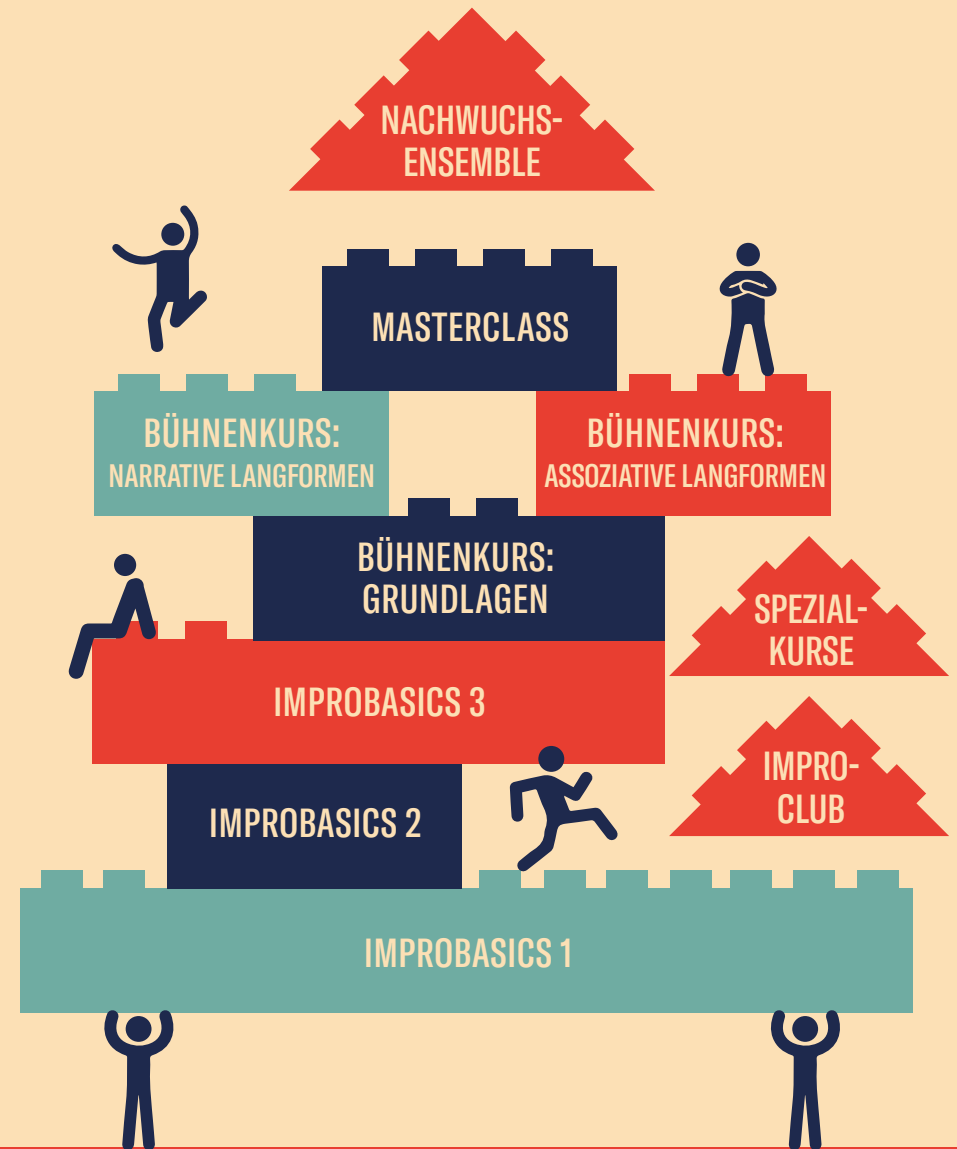 NACHWUCHS-
ENSEMBLE
MASTERCLASS
BÜHNENKURS:
NARRATIVE LANGFORMEN
BÜHNENKURS:
ASSOZIATIVE LANGFORMEN
BÜHNENKURS:
GRUNDLAGEN
SPEZIAL-
KURSE
IMPROBASICS 3
IMPRO-
CLUB
IMPROBASICS 2
IMPROBASICS 1